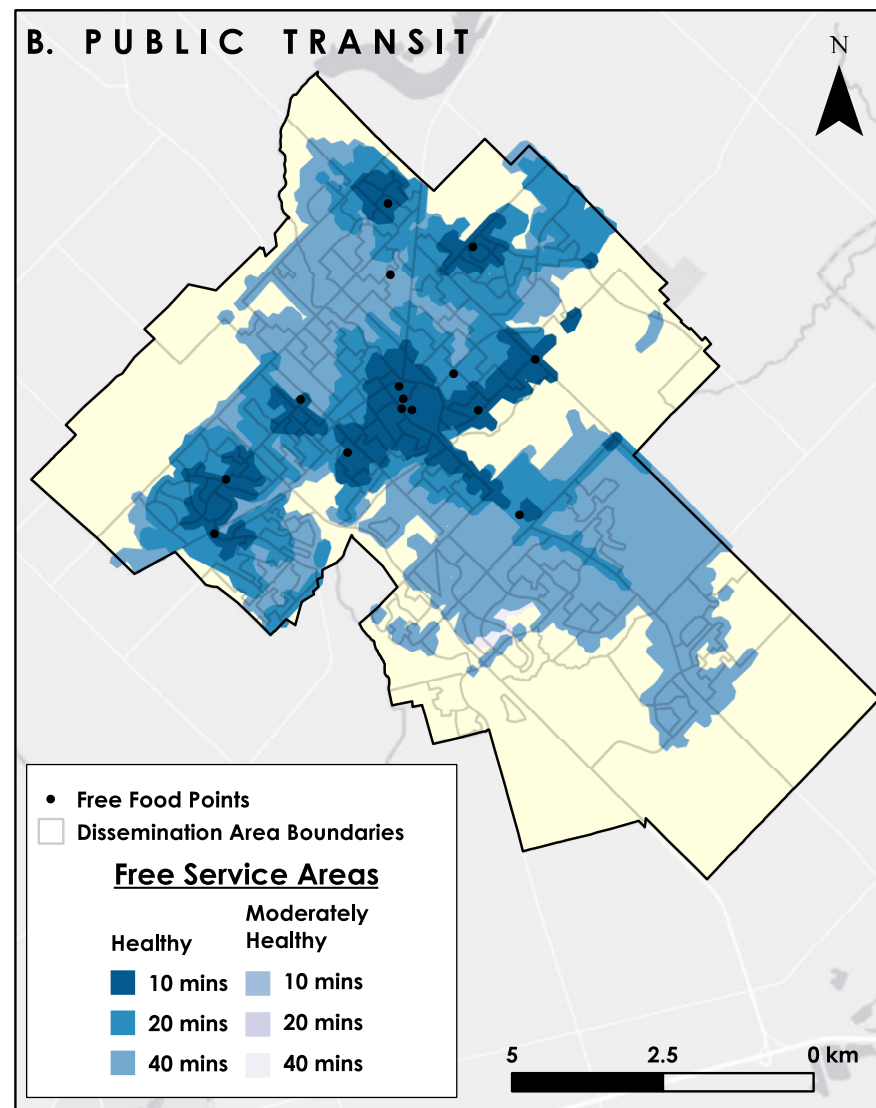 B. PUBLIC TRANSIT
N
Free Food Points
Dissemination Area Boundaries
Free Service Areas
Healthy
Moderately
Healthy
10 mins 10 mins
20 mins 20 mins
40 mins 40 mins
5 2.5 0 km